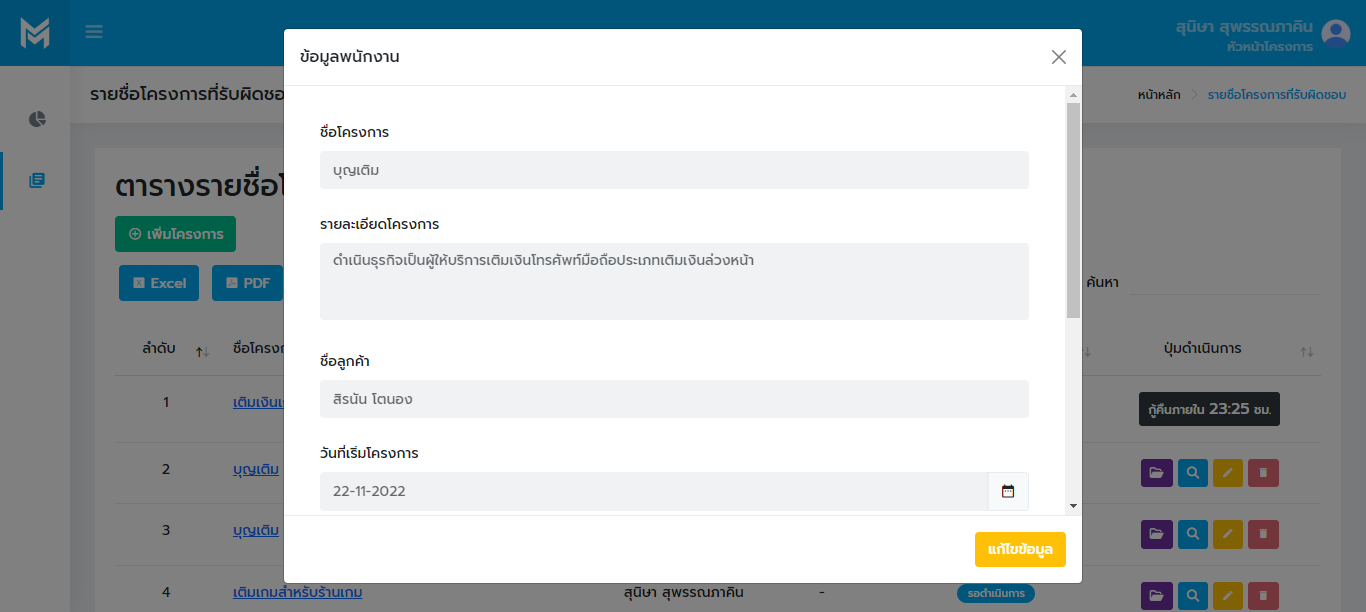 สุนิษา สุพรรณภาคิน
หัวหน้าโครงการ
ข้อมูลพนักงาน
รายชื่อโครงการที่รับผิดชอ
หน้าหลัก
รายชื่อโครงการที่รับผิดชอบ
ชื่อโครงการ
บุญเติม
ตารางรายชื่อ
เพิ่มโครงการ
รายละเอียดโครงการ
ดำเนินธุรกิจเป็นผู้ให้บริการเติมเงินโทรศัพท์มือถือประเภทเติมเงินล่วงหน้า
Excel
PDF
ค้นหา
ลำดับ
ชื่อโครงก
ปุ่มดำเนินการ
ชื่อลูกค้า
สิรนัน โตนอง
1
เติมเงินเ
กู้คืนภายใน 23:25 ชม.
วันที่เริ่มโครงการ
22-11-2022
2
บุญเติม
3
บุญเติม
แก้ไขข้อมูล
4
เติมเกมสำหรับร้านเกม
สุนิษา สุพรรณภาคิน
-
รอดำเนินการ